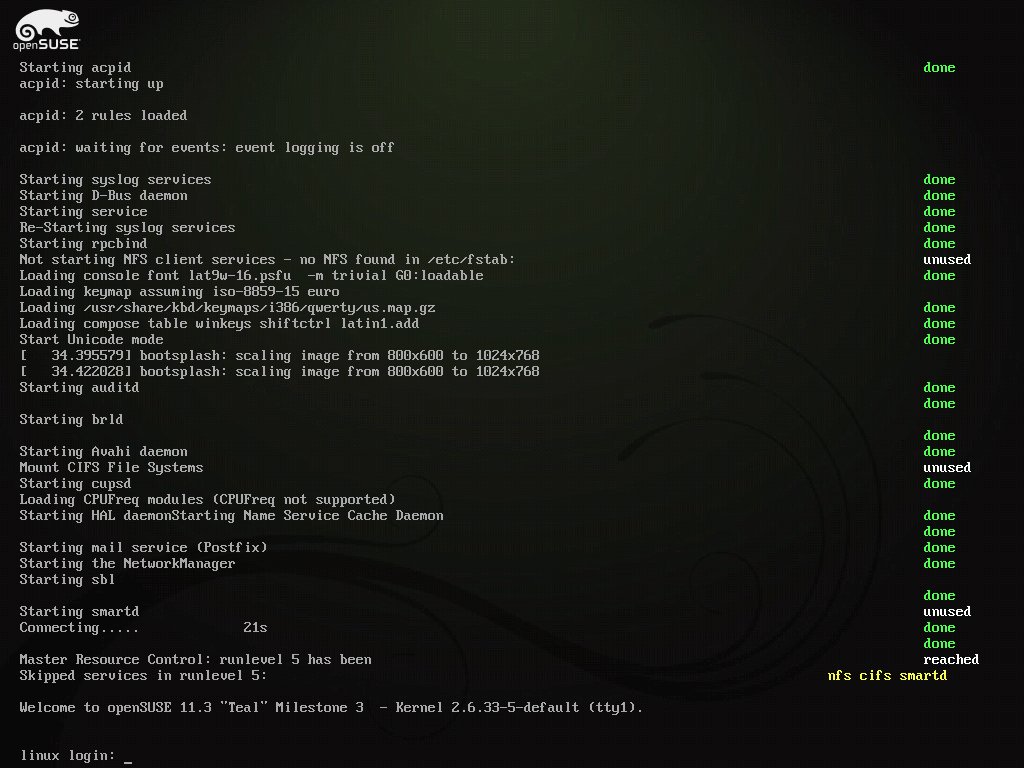 openSUSE
Starting acpid done
acpid: starting up
acpid: 2 rules loaded
acpid: waiting for events: event logging is off
Starting syslog services done
Starting D-Bus daemon done
Starting service done
Re-Starting syslog services done
Starting rpcbind done
Not starting NFS client services - no NFS found in /etc/fstab: unused
Loading console font lat9w-16.psfu  -m trivial G0:loadable done
Loading keymap assuming iso-8859-15 euro
Loading /usr/share/kbd/keymaps/i386/qwerty/us.map.gz done
Loading compose table winkeys shiftctrl latin1.add done
Start Unicode mode done
[   34.395579] bootsplash: scaling image from 800x600 to 1024x768
[   34.422028] bootsplash: scaling image from 800x600 to 1024x768
Starting auditd done
done
Starting brld
done
Starting Avahi daemon done
Mount CIFS File Systems unused
Starting cupsd done
Loading CPUFreq modules (CPUFreq not supported)
Starting HAL daemonStarting Name Service Cache Daemon done
done
Starting mail service (Postfix) done
Starting the NetworkManager done
Starting sbl
done
Starting smartd unused
Connecting..... 21s done
done
Master Resource Control: runlevel 5 has been reached
Skipped services in runlevel 5: nfs cifs smartd
Welcome to openSUSE 11.3 "Teal" Milestone 3  - Kernel 2.6.33-5-default (tty1).
linux login: _